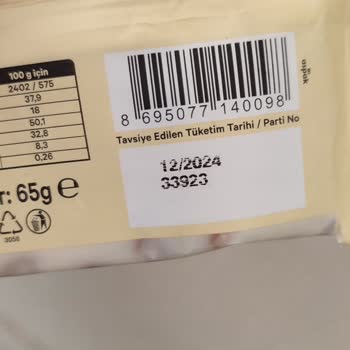 100 g için
2402 / 575
37,9
18
50,1
32,8
8,3
0,26
r: 65g e
8 695077 140098
Tavsiye Edilen Tüketim Tarihi / Parti No
12/2024
33923